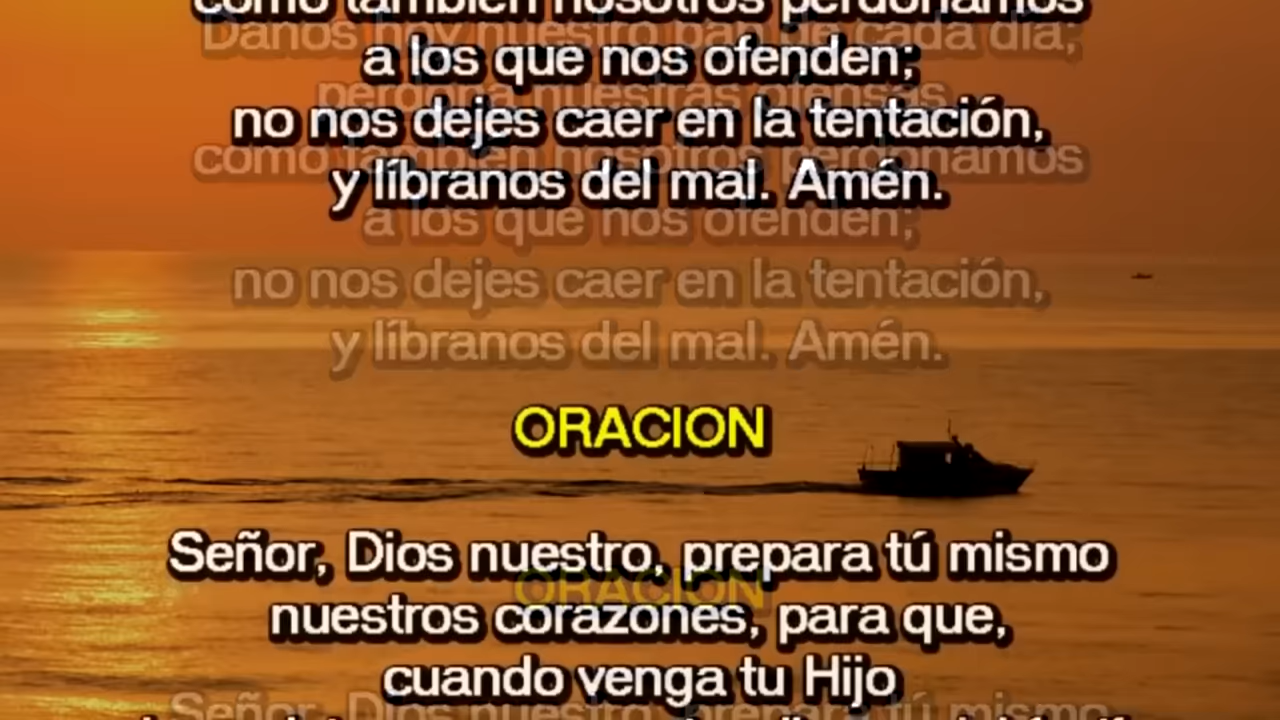 como también nosotros perdonamos
Danos hoy nuestro pan de cada día;
a los que nos ofenden;
perdona nuestras ofensas
no nos dejes caer en la tentación,
como también nosotros perdonamos
y líbranos del mal. Amén.
a los que nos ofenden;
no nos dejes caer en la tentación,
y líbranos del mal. Amén.
ORACION
Señor, Dios nuestro, prepara tú mismo
ORACION
nuestros corazones, para que,
cuando venga tu Hijo
Señor, Dios nuestro, prepara tú mismo